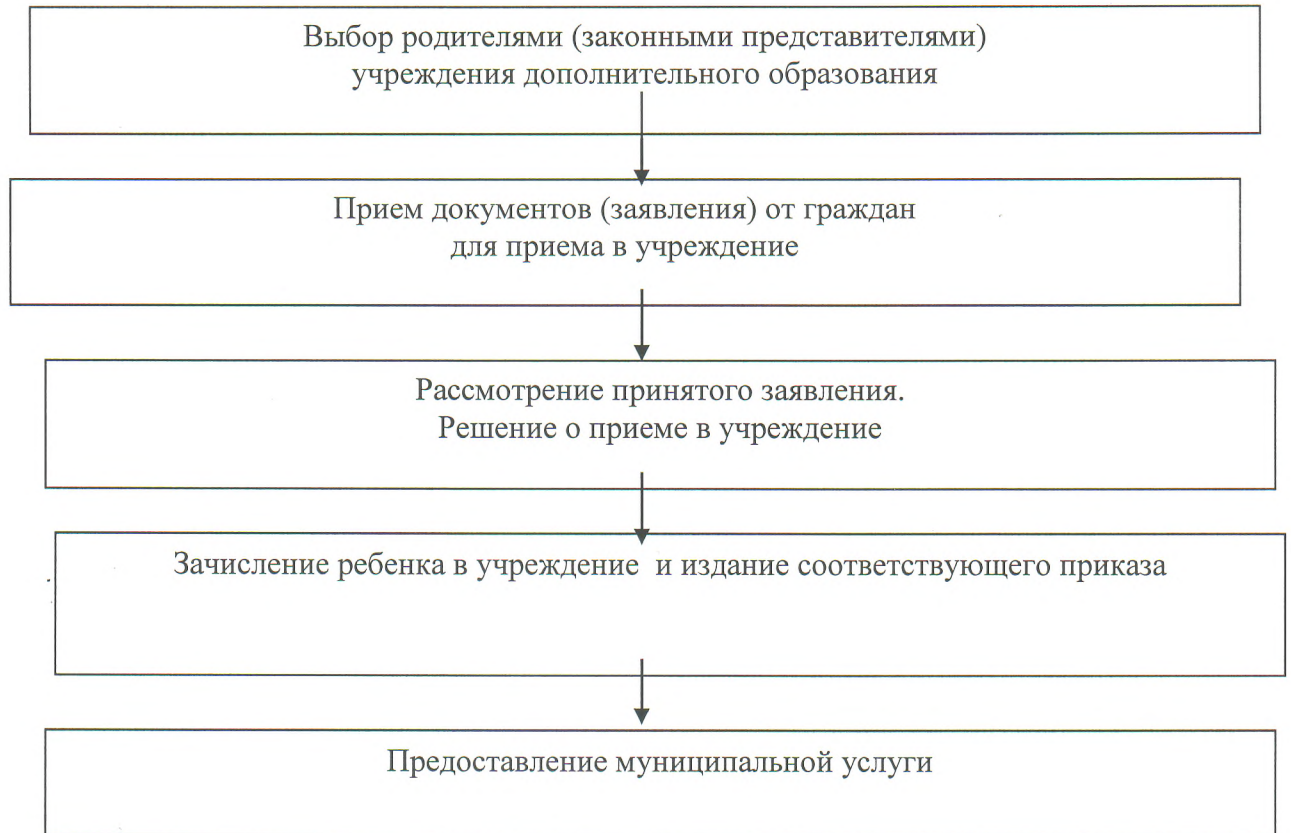 Выбор родителями (законными представителями)
учреждения дополнительного образования
Прием документов (заявления) от граждан
для приема в учреждение
Рассмотрение принятого заявления.
Решение о приеме в учреждение
Зачисление ребенка в учреждение и издание соответствующего приказа
Предоставление муниципальной услуги